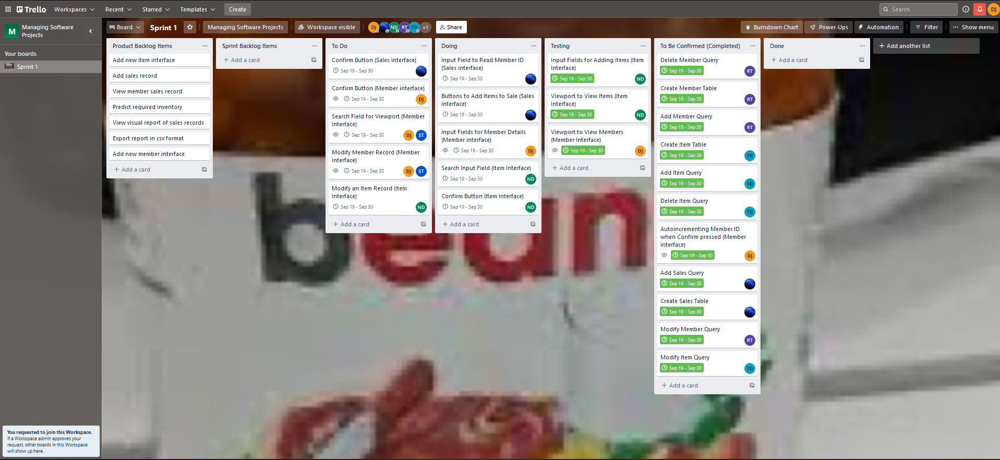 Trello
Workspaces
Recent
Starred
Templates
Create
Search
DJ
M
Managing Software
Projects
Your boards
Sprint 1
Board
Sprint 1
Managing Software Projects
Workspace visible
DJ
ND
RT
TB
+1
Share
Burndown Chart
Power-Ups
Automation
Filter
Show menu
Product Backlog Items
Add new item interface
Add sales record
View member sales record
Predict required inventory
View visual report of sales records
Export report in csv format
Add new member interface
+ Add a card
Sprint Backlog Items
+ Add a card
To Do
Confirm Button (Sales interface)
Sep 19 - Sep 30
Confirm Button (Member interface)
Sep 19 - Sep 30
DJ
Search Field for Viewport (Member
Interface)
Sep 19 - Sep 30
DJ
ST
Modify Member Record (Member
Interface)
Sep 19 - Sep 30
DJ
ST
Modify an Item Record (Item
Interface)
Sep 19 - Sep 30
ND
+ Add a card
Doing
Input Field to Read Member ID
(Sales interface)
Sep 19 - Sep 30
Buttons to Add Items to Sale (Sales
interface)
Sep 19 - Sep 30
Input Fields for Member Details
(Member interface)
Sep 19 - Sep 30
DJ
Search Input Field (Item Interface)
Sep 19 - Sep 30
ND
Confirm Button (Item Interface)
Sep 19 - Sep 30
ND
+ Add a card
Testing
Input Fields for Adding Items (Item
Interface)
Sep 19 - Sep 30
ND
Viewport to View Items (Item
Interface)
Sep 19 - Sep 30
ND
Viewport to View Members
(Member Interface)
Sep 19 - Sep 30
DJ
+ Add a card
To Be Confirmed (Completed)
Delete Member Query
Sep 19 - Sep 30
RT
Create Member Table
Sep 19 - Sep 30
RT
Add Member Query
Sep 19 - Sep 30
RT
Create Item Table
Sep 19 - Sep 30
TB
Add Item Query
Sep 19 - Sep 30
TB
Delete Item Query
Sep 19 - Sep 30
TB
Autoincrementing Member ID
when Confirm pressed (Member
interface)
Sep 19 - Sep 30
DJ
Add Sales Query
Sep 19 - Sep 30
Create Sales Table
Sep 19 - Sep 30
Modify Member Query
Sep 19 - Sep 30
RT
Modify Item Query
Sep 19 - Sep 30
TB
+ Add a card
Done
+ Add a card
+ Add another list
bean
You requested to join this Workspace.
If a Workspace admin approves your
request, other boards in this Workspace
will show up here.